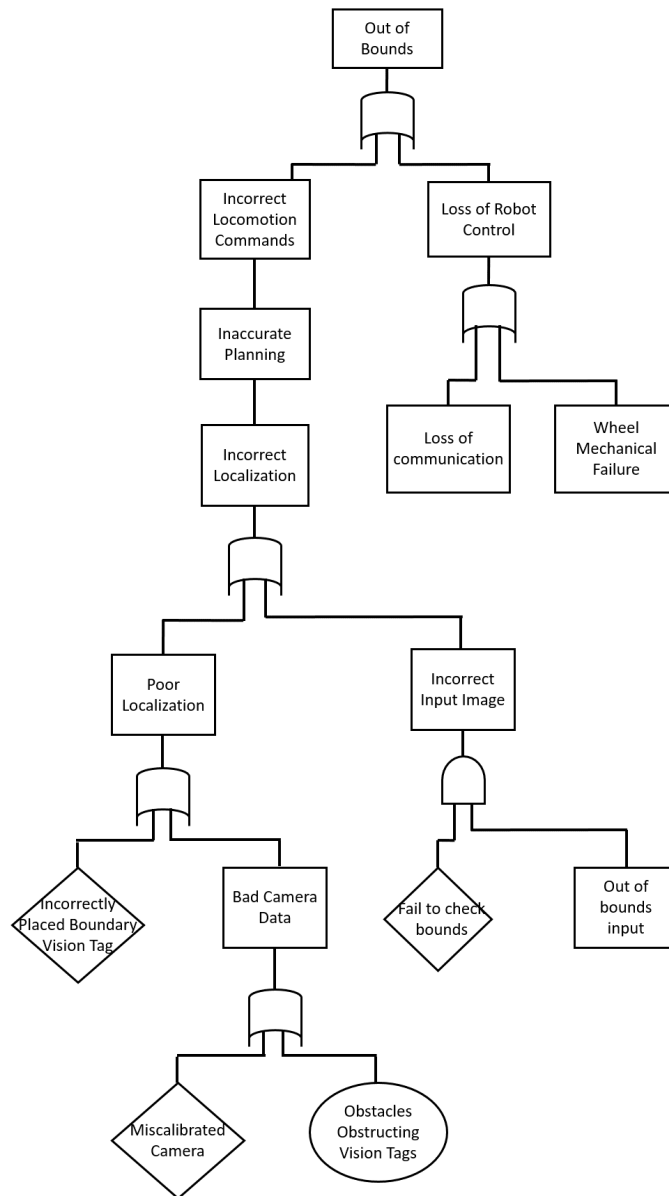 Out of
Bounds
Incorrect
Locomotion
Commands
Loss of Robot
Control
Inaccurate
Planning
Loss of
communication
Wheel
Mechanical
Failure
Incorrect
Localization
Poor
Localization
Incorrect
Input Image
Incorrectly
Placed Boundary
Vision Tag
Bad Camera
Data
Fail to check
bounds
Out of
bounds
input
Miscalibrated
Camera
Obstacles
Obstructing
Vision Tags